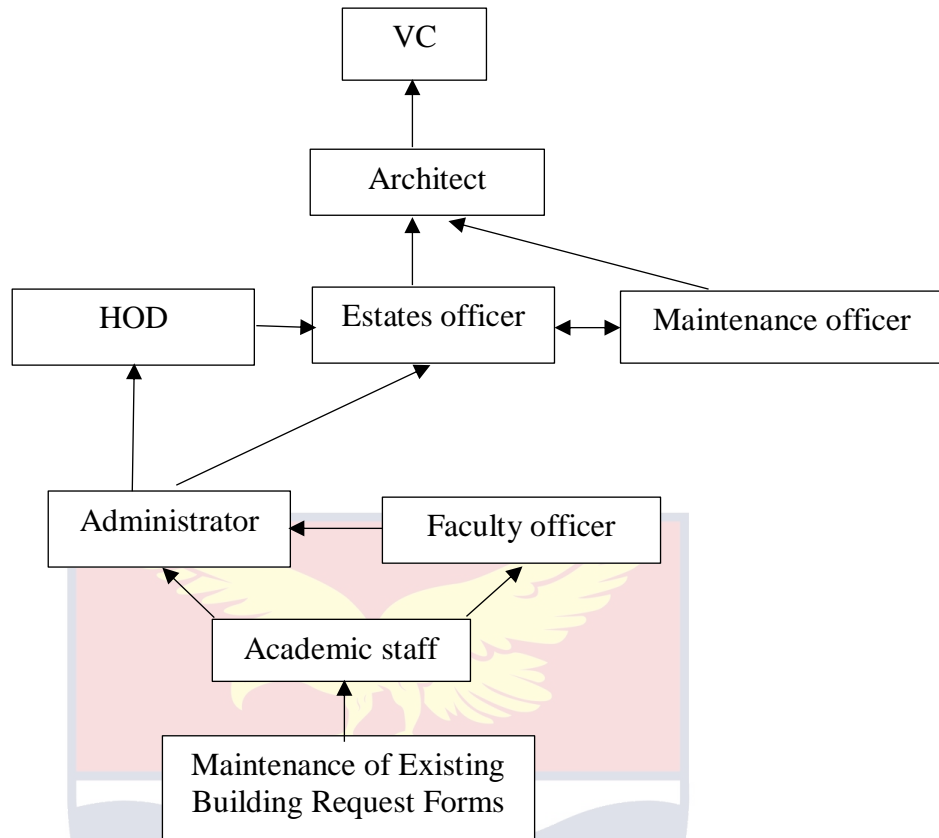 VC
Architect
HOD
Estates officer
Maintenance officer
Administrator
Faculty officer
Academic staff
Maintenance of Existing
Building Request Forms